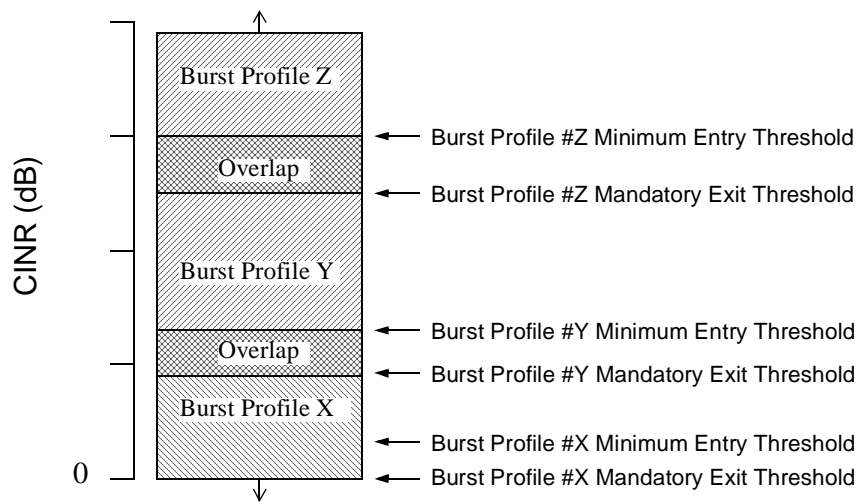 CINR (dB)
0
Burst Profile Z
Overlap
Burst Profile Y
Overlap
Burst Profile X
Burst Profile #Z Minimum Entry Threshold
Burst Profile #Z Mandatory Exit Threshold
Burst Profile #Y Minimum Entry Threshold
Burst Profile #Y Mandatory Exit Threshold
Burst Profile #X Minimum Entry Threshold
Burst Profile #X Mandatory Exit Threshold